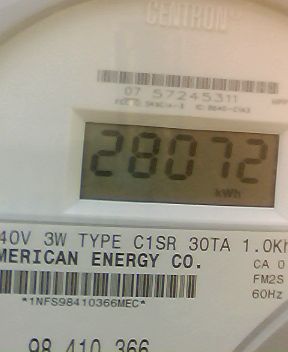 CENTRON
07 57245311
28072
kWh
40V 3W TYPE C1SR 30TA 1.0Kh
MERICAN ENERGY CO.
CA 0
FM2S
*1NFS98410366MEC*
60Hz
98 410 366